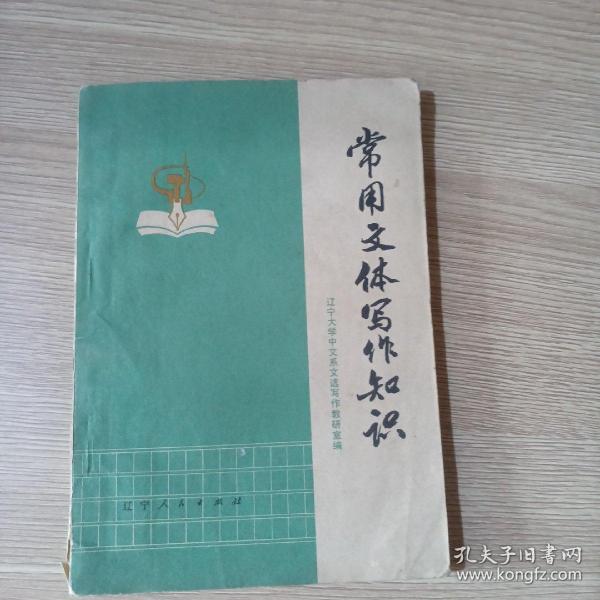 常用文体写作知识
辽宁大学中文系文选写作教研室编
辽宁人民出版社
孔夫子旧书网
www.kongfz.com